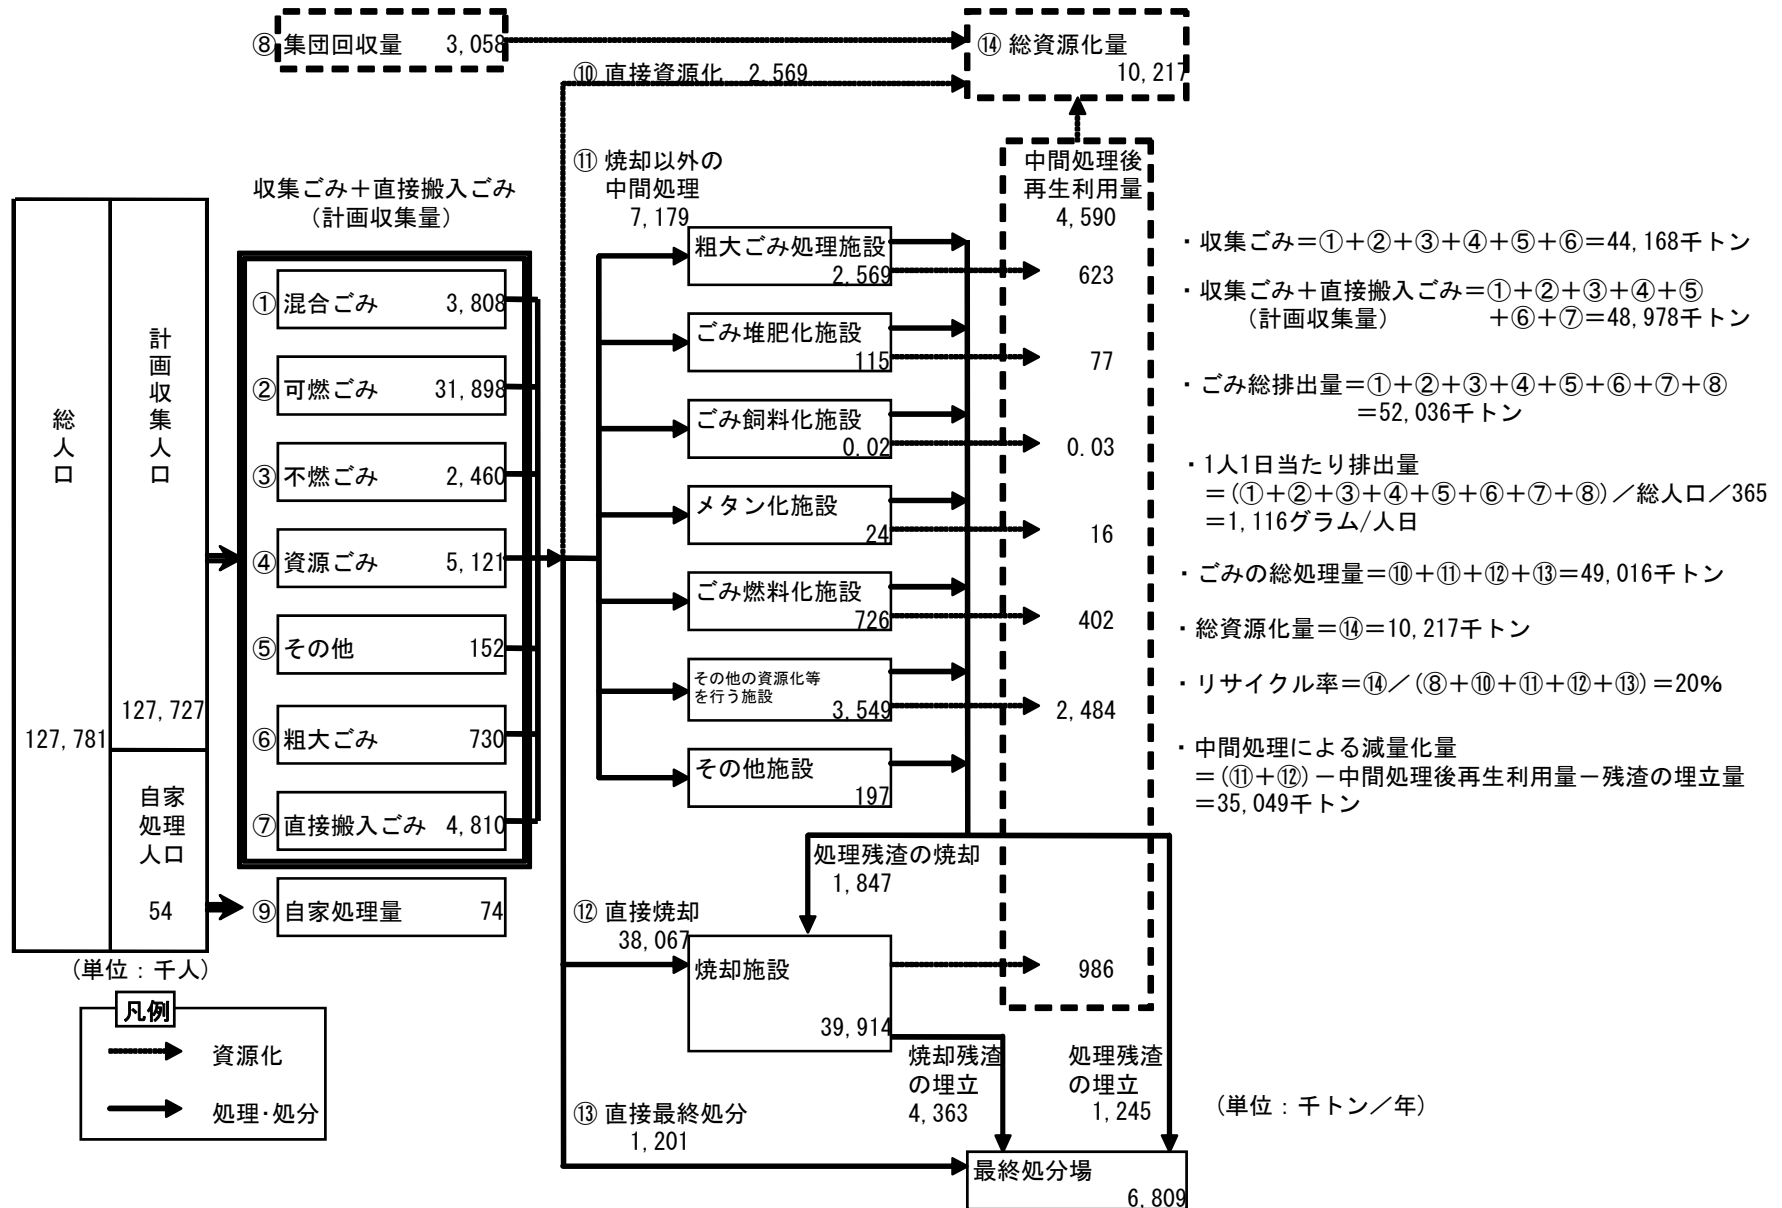 ⑧ 集団回収量 3,058
⑭ 総資源化量
10,217
⑩ 直接資源化 2,569
⑪ 焼却以外の
中間処理
7,179
中間処理後
再生利用量
4,590
収集ごみ＋直接搬入ごみ
（計画収集量）
総人口
127,781
計画収集人口
127,727
自家
処理
人口
54
(単位：千人)
① 混合ごみ 3,808
② 可燃ごみ 31,898
③ 不燃ごみ 2,460
④ 資源ごみ 5,121
⑤ その他 152
⑥ 粗大ごみ 730
⑦ 直接搬入ごみ 4,810
⑨ 自家処理量 74
粗大ごみ処理施設
2,569
623
ごみ堆肥化施設
115
77
ごみ飼料化施設
0.02
0.03
メタン化施設
24
16
ごみ燃料化施設
726
402
その他の資源化等
を行う施設
3,549
2,484
その他施設
197
処理残渣の焼却
1,847
⑫ 直接焼却
38,067
焼却施設
39,914
986
焼却残渣
の埋立
4,363
処理残渣
の埋立
1,245
⑬ 直接最終処分
1,201
最終処分場
6,809
凡例
資源化
処理・処分
・収集ごみ＝①＋②＋③＋④＋⑤＋⑥＝44,168千トン
・収集ごみ＋直接搬入ごみ＝①＋②＋③＋④＋⑤
（計画収集量） ＋⑥＋⑦＝48,978千トン
・ごみ総排出量＝①＋②＋③＋④＋⑤＋⑥＋⑦＋⑧
＝52,036千トン
・1人1日当たり排出量
＝(①＋②＋③＋④＋⑤＋⑥＋⑦＋⑧)／総人口／365
＝1,116グラム/人日
・ごみの総処理量＝⑩＋⑪＋⑫＋⑬＝49,016千トン
・総資源化量＝⑭＝10,217千トン
・リサイクル率＝⑭／(⑧＋⑩＋⑪＋⑫＋⑬)＝20%
・中間処理による減量化量
＝(⑪＋⑫)－中間処理後再生利用量－残渣の埋立量
＝35,049千トン
(単位：千トン／年)